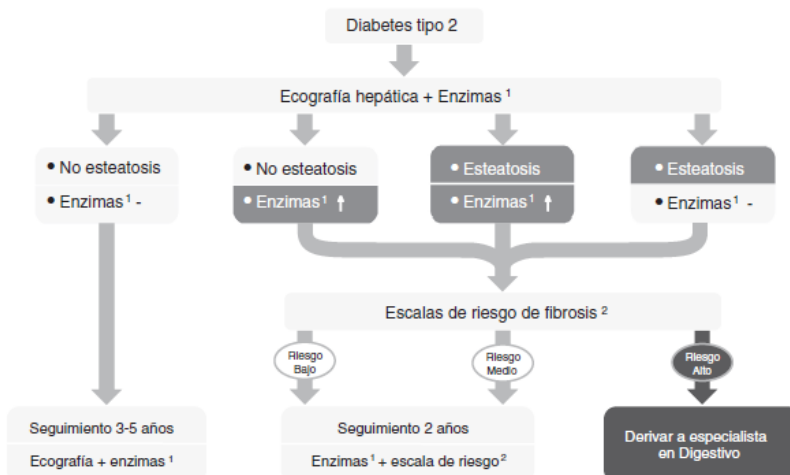 Diabetes tipo 2
Ecografía hepática + Enzimas ¹
• No esteatosis
• Enzimas ¹ -
• No esteatosis
• Enzimas ¹ ↑
• Esteatosis
• Enzimas ¹ ↑
• Esteatosis
• Enzimas ¹ -
Escalas de riesgo de fibrosis ²
Riesgo
Bajo
Riesgo
Medio
Riesgo
Alto
Seguimiento 3-5 años
Ecografía + enzimas ¹
Seguimiento 2 años
Enzimas ¹ + escala de riesgo ²
Derivar a especialista
en Digestivo